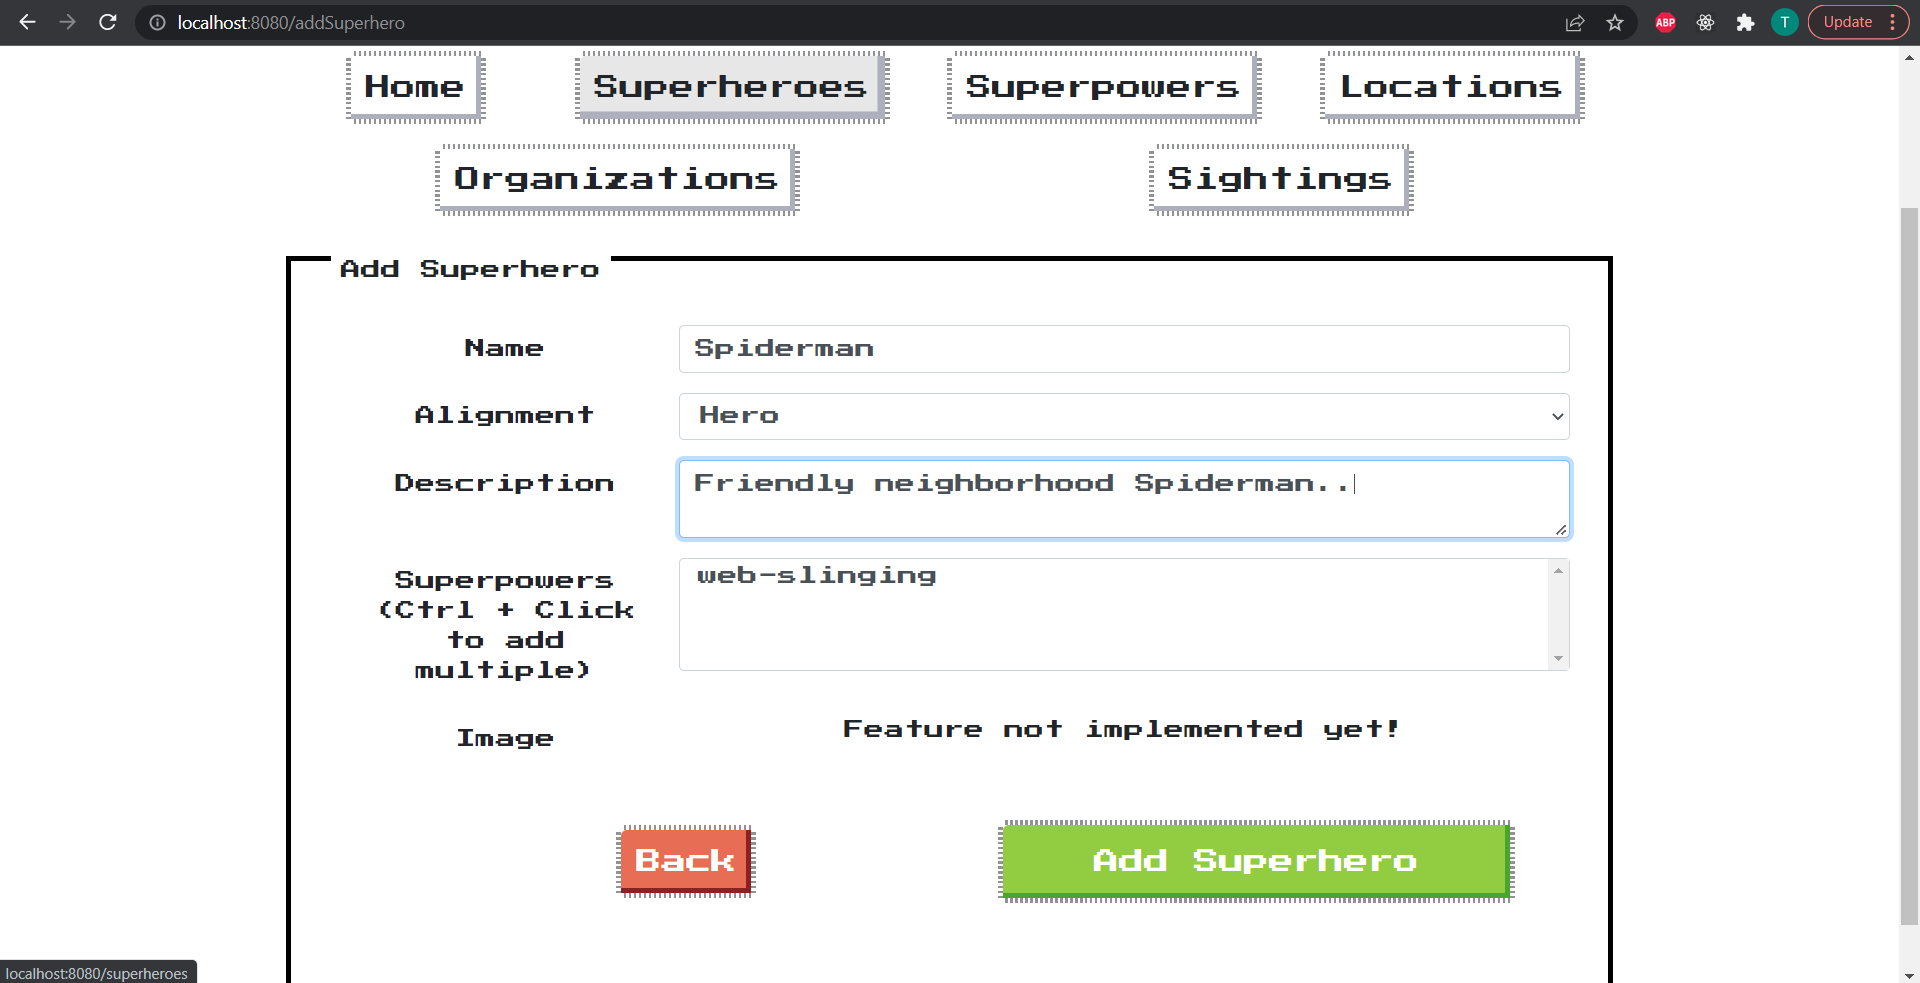 localhost:8080/addSuperhero
ABP
T
Update
Home
Superheroes
Superpowers
Locations
Organizations
Sightings
Add Superhero
Name
Spiderman
Alignment
Hero
Description
Friendly neighborhood Spiderman..
Superpowers
(Ctrl + Click
to add
multiple)
web-slinging
Image
Feature not implemented yet!
Back
Add Superhero
localhost:8080/superheroes